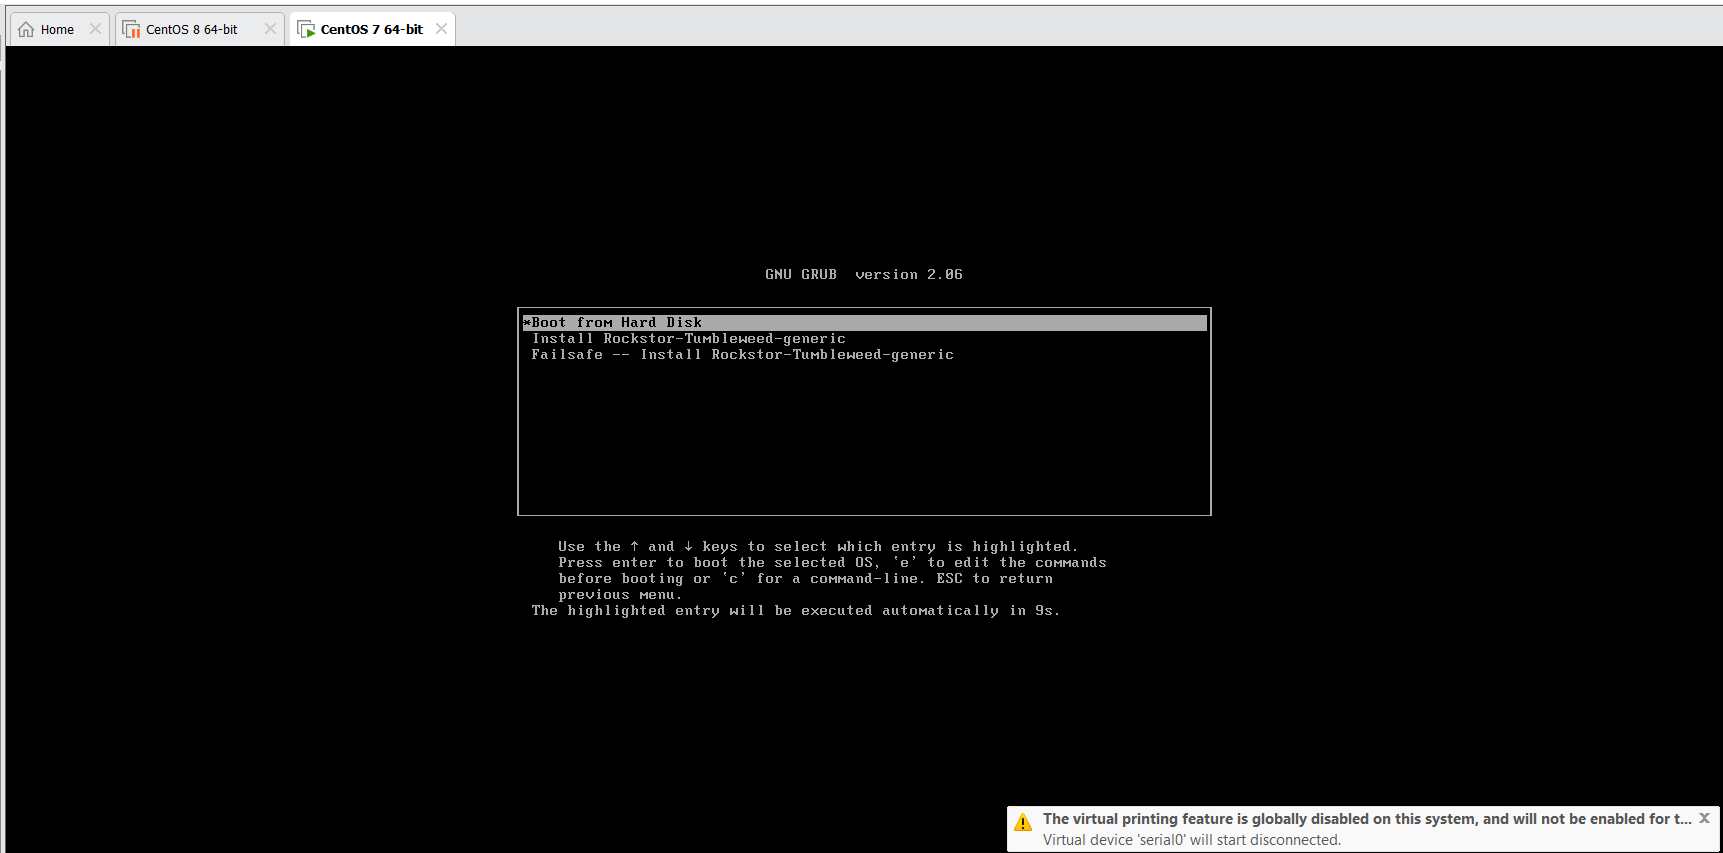 Home
CentOS 8 64-bit
CentOS 7 64-bit
GNU GRUB  version 2.06
*Boot from Hard Disk
Install Rockstor-Tumbleweed-generic
Failsafe -- Install Rockstor-Tumbleweed-generic
Use the ↑ and ↓ keys to select which entry is highlighted.
Press enter to boot the selected OS, `e' to edit the commands
before booting or `c' for a command-line. ESC to return
previous menu.
The highlighted entry will be executed automatically in 9s.
The virtual printing feature is globally disabled on this system, and will not be enabled for t...
Virtual device 'serial0' will start disconnected.